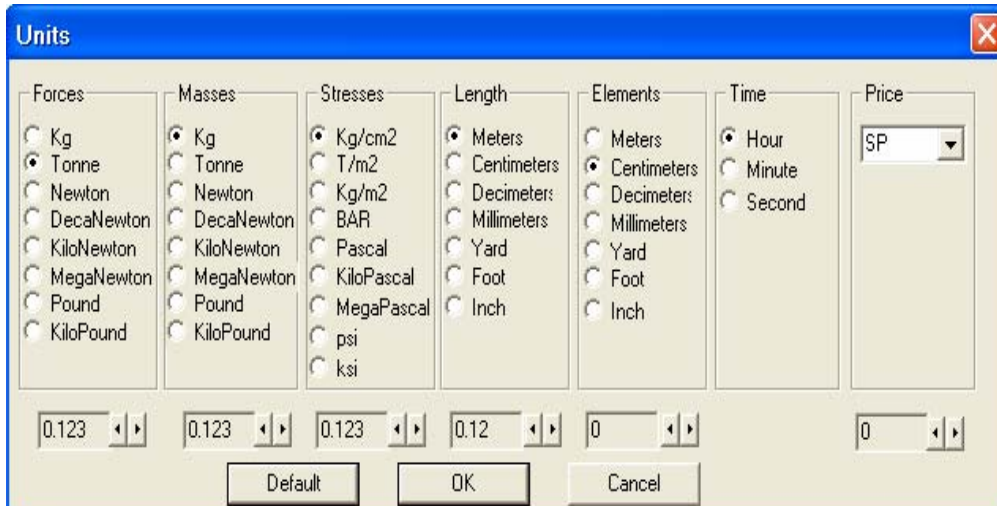 Units
Forces
Kg
Tonne
Newton
DecaNewton
KiloNewton
MegaNewton
Pound
KiloPound
0.123
Masses
Kg
Tonne
Newton
DecaNewton
KiloNewton
MegaNewton
Pound
KiloPound
0.123
Stresses
Kg/cm2
T/m2
Kg/m2
BAR
Pascal
KiloPascal
MegaPascal
psi
ksi
0.123
Length
Meters
Centimeters
Decimeters
Millimeters
Yard
Foot
Inch
0.12
Elements
Meters
Centimeters
Decimeters
Millimeters
Yard
Foot
Inch
0
Time
Hour
Minute
Second
Price
SP
0
Default
OK
Cancel